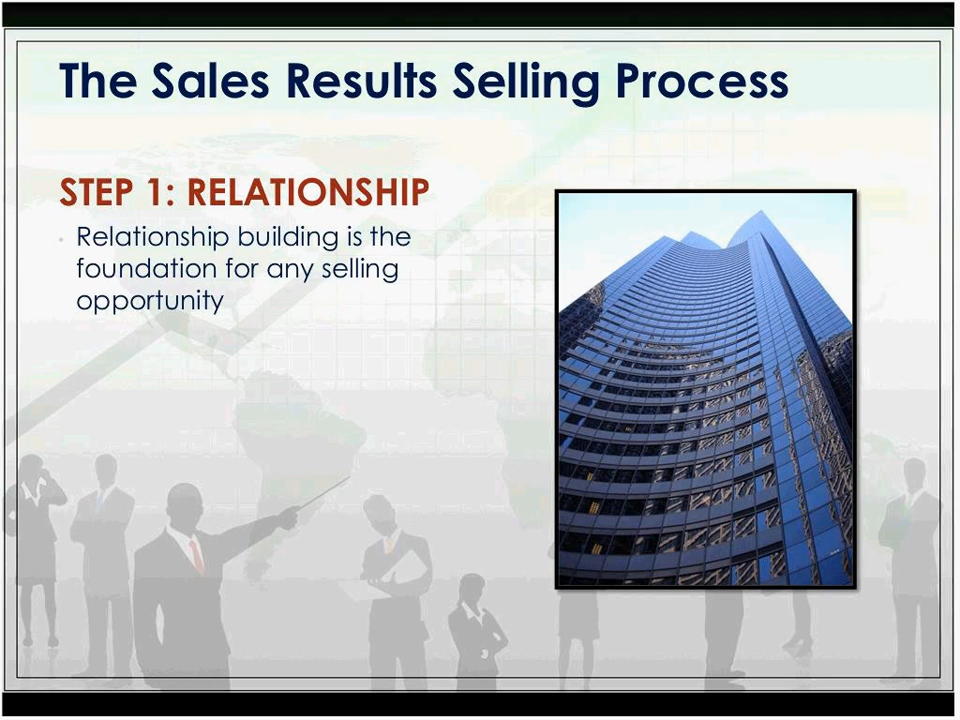 The Sales Results Selling Process
STEP 1: RELATIONSHIP
• Relationship building is the
foundation for any selling
opportunity